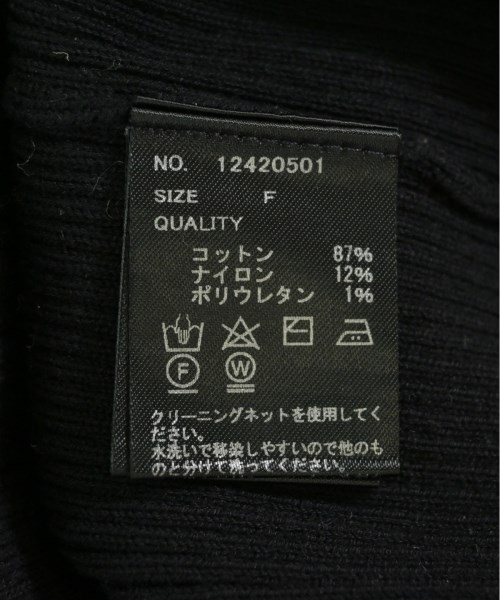 NO. 12420501
SIZE F
QUALITY
コットン 87%
ナイロン 12%
ポリウレタン 1%
F W
クリーニングネットを使用してく
ださい。
水洗いで移染しやすいので他のも
のと分けて洗ってください。